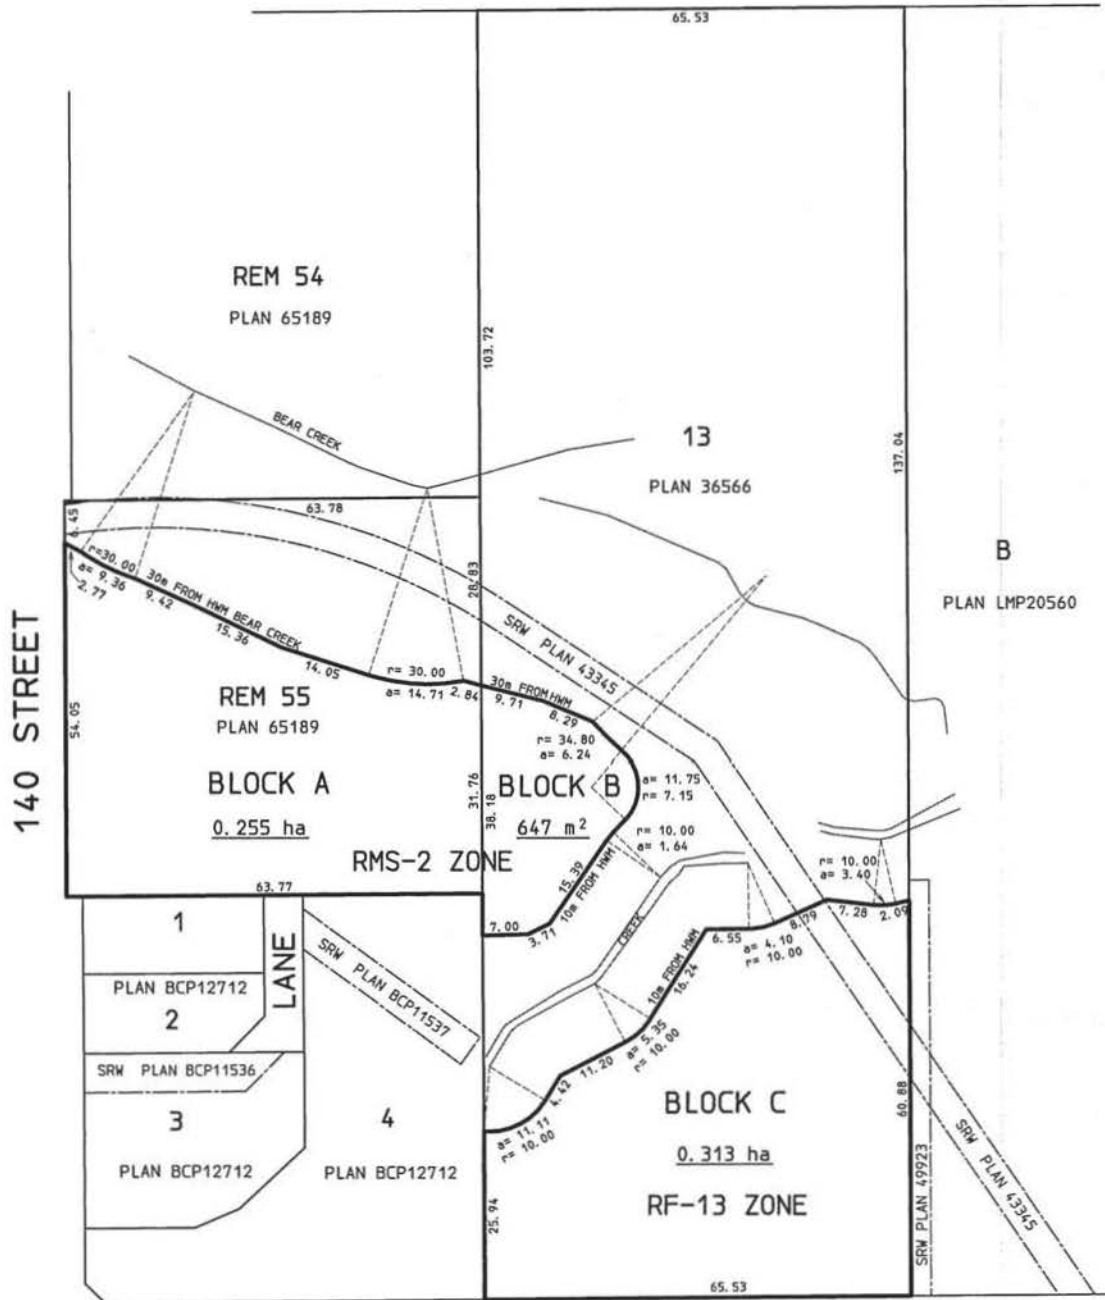 65.53
REM 54
PLAN 65189
103.72
BEAR CREEK
13
PLAN 36566
137.04
B
PLAN LMP20560
63.78
6.45
28.83
SRW PLAN 43345
r=30.00
a= 9.36
2.77
30m FROM HWM BEAR CREEK
9.42
15.36
14.05
r= 30.00
a= 14.71
2.84
30m FROM HWM
9.71
8.29
140 STREET
54.05
REM 55
PLAN 65189
BLOCK A
0.255 ha
31.76
38.18
BLOCK B
647 m²
r= 34.80
a= 6.24
a= 11.75
r= 7.15
r= 10.00
a= 1.64
RMS-2 ZONE
15.39
10m FROM HWM
r= 10.00
a= 3.40
63.77
7.00
3.71
CREEK
6.55
a= 4.10
r= 10.00
8.79
7.28
2.09
1
PLAN BCP12712
2
LANE
SRW PLAN BCP11537
10m FROM HWM
16.24
SRW PLAN BCP11536
3
PLAN BCP12712
4
PLAN BCP12712
a= 5.35
r= 10.00
11.20
4.42
a= 11.11
r= 10.00
BLOCK C
0.313 ha
RF-13 ZONE
60.88
SRW PLAN 49923
SRW PLAN 43345
25.94
65.53